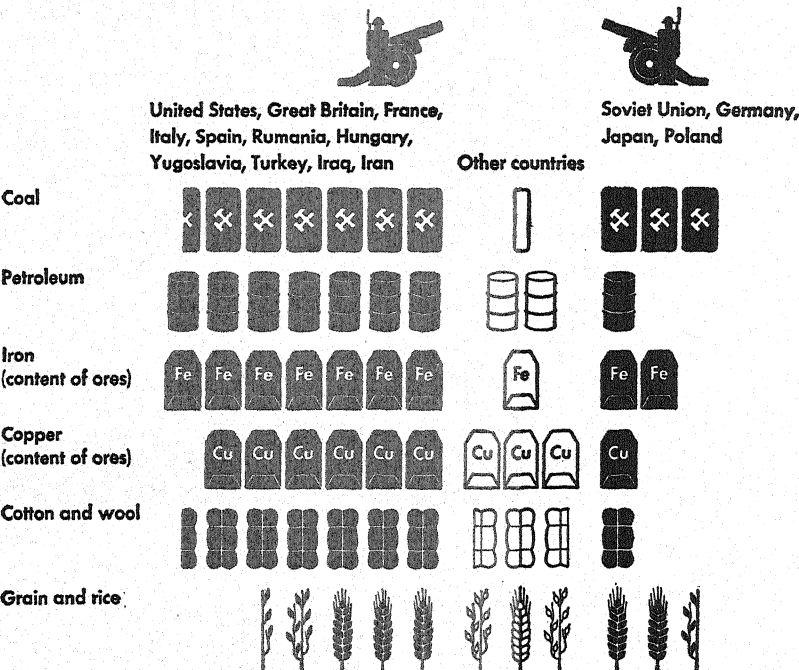 United States, Great Britain, France,
Italy, Spain, Rumania, Hungary,
Yugoslavia, Turkey, Iraq, Iran
Other countries
Soviet Union, Germany,
Japan, Poland
Coal
Petroleum
Iron
(content of ores)
Fe Fe Fe Fe Fe Fe Fe Fe Fe Fe
Copper
(content of ores)
Cu Cu Cu Cu Cu Cu Cu Cu Cu Cu
Cotton and wool
Grain and rice